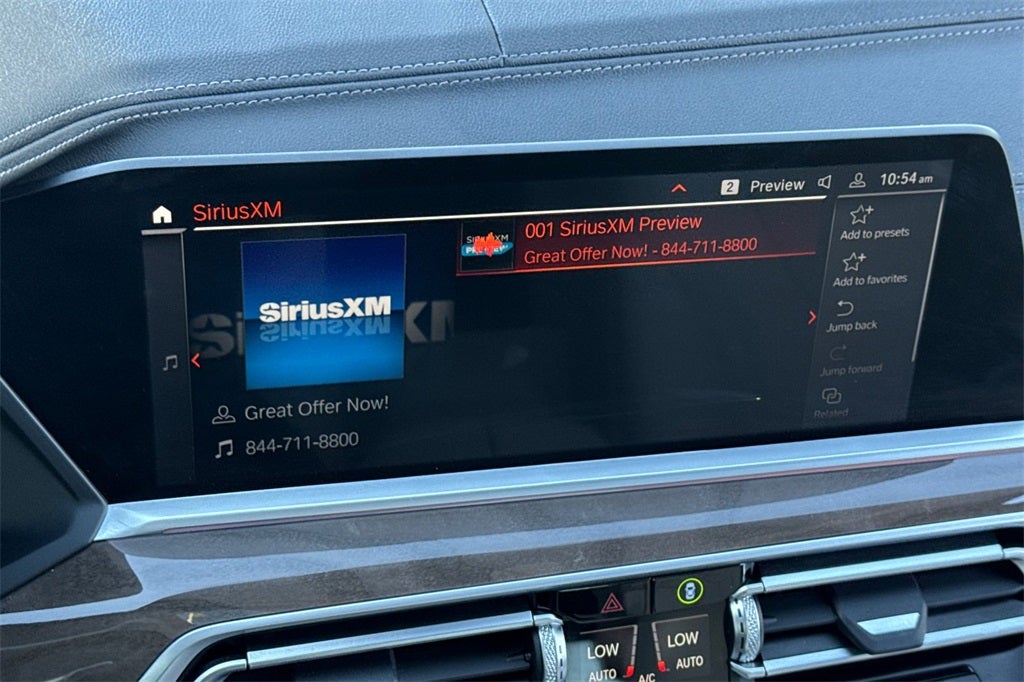 SiriusXM
2 Preview 10:54 am
001 SiriusXM Preview
Great Offer Now! - 844-711-8800
SiriusXM
Great Offer Now!
844-711-8800
Add to presets
Add to favorites
Jump back
Jump forward
Related
LOW
AUTO
A/C
LOW
AUTO